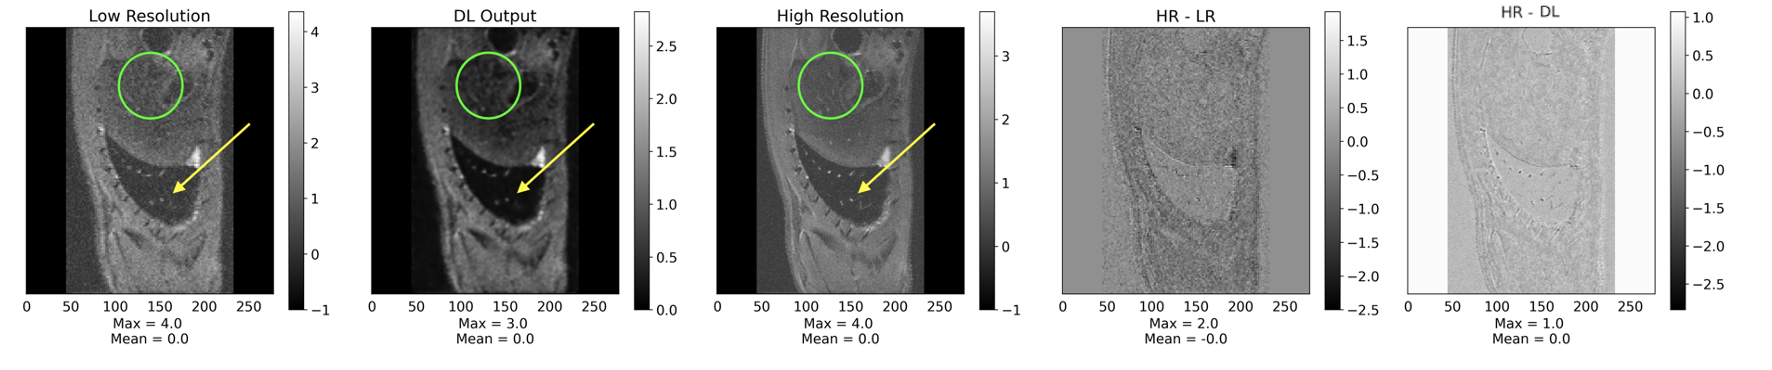 Low Resolution
4
3
2
1
0
−1
0 50 100 150 200 250
Max = 4.0
Mean = 0.0
DL Output
2.5
2.0
1.5
1.0
0.5
0.0
0 50 100 150 200 250
Max = 3.0
Mean = 0.0
High Resolution
3
2
1
0
−1
0 50 100 150 200 250
Max = 4.0
Mean = 0.0
HR - LR
1.5
1.0
0.5
0.0
−0.5
−1.0
−1.5
−2.0
−2.5
0 50 100 150 200 250
Max = 2.0
Mean = -0.0
HR - DL
1.0
0.5
0.0
−0.5
−1.0
−1.5
−2.0
−2.5
0 50 100 150 200 250
Max = 1.0
Mean = 0.0